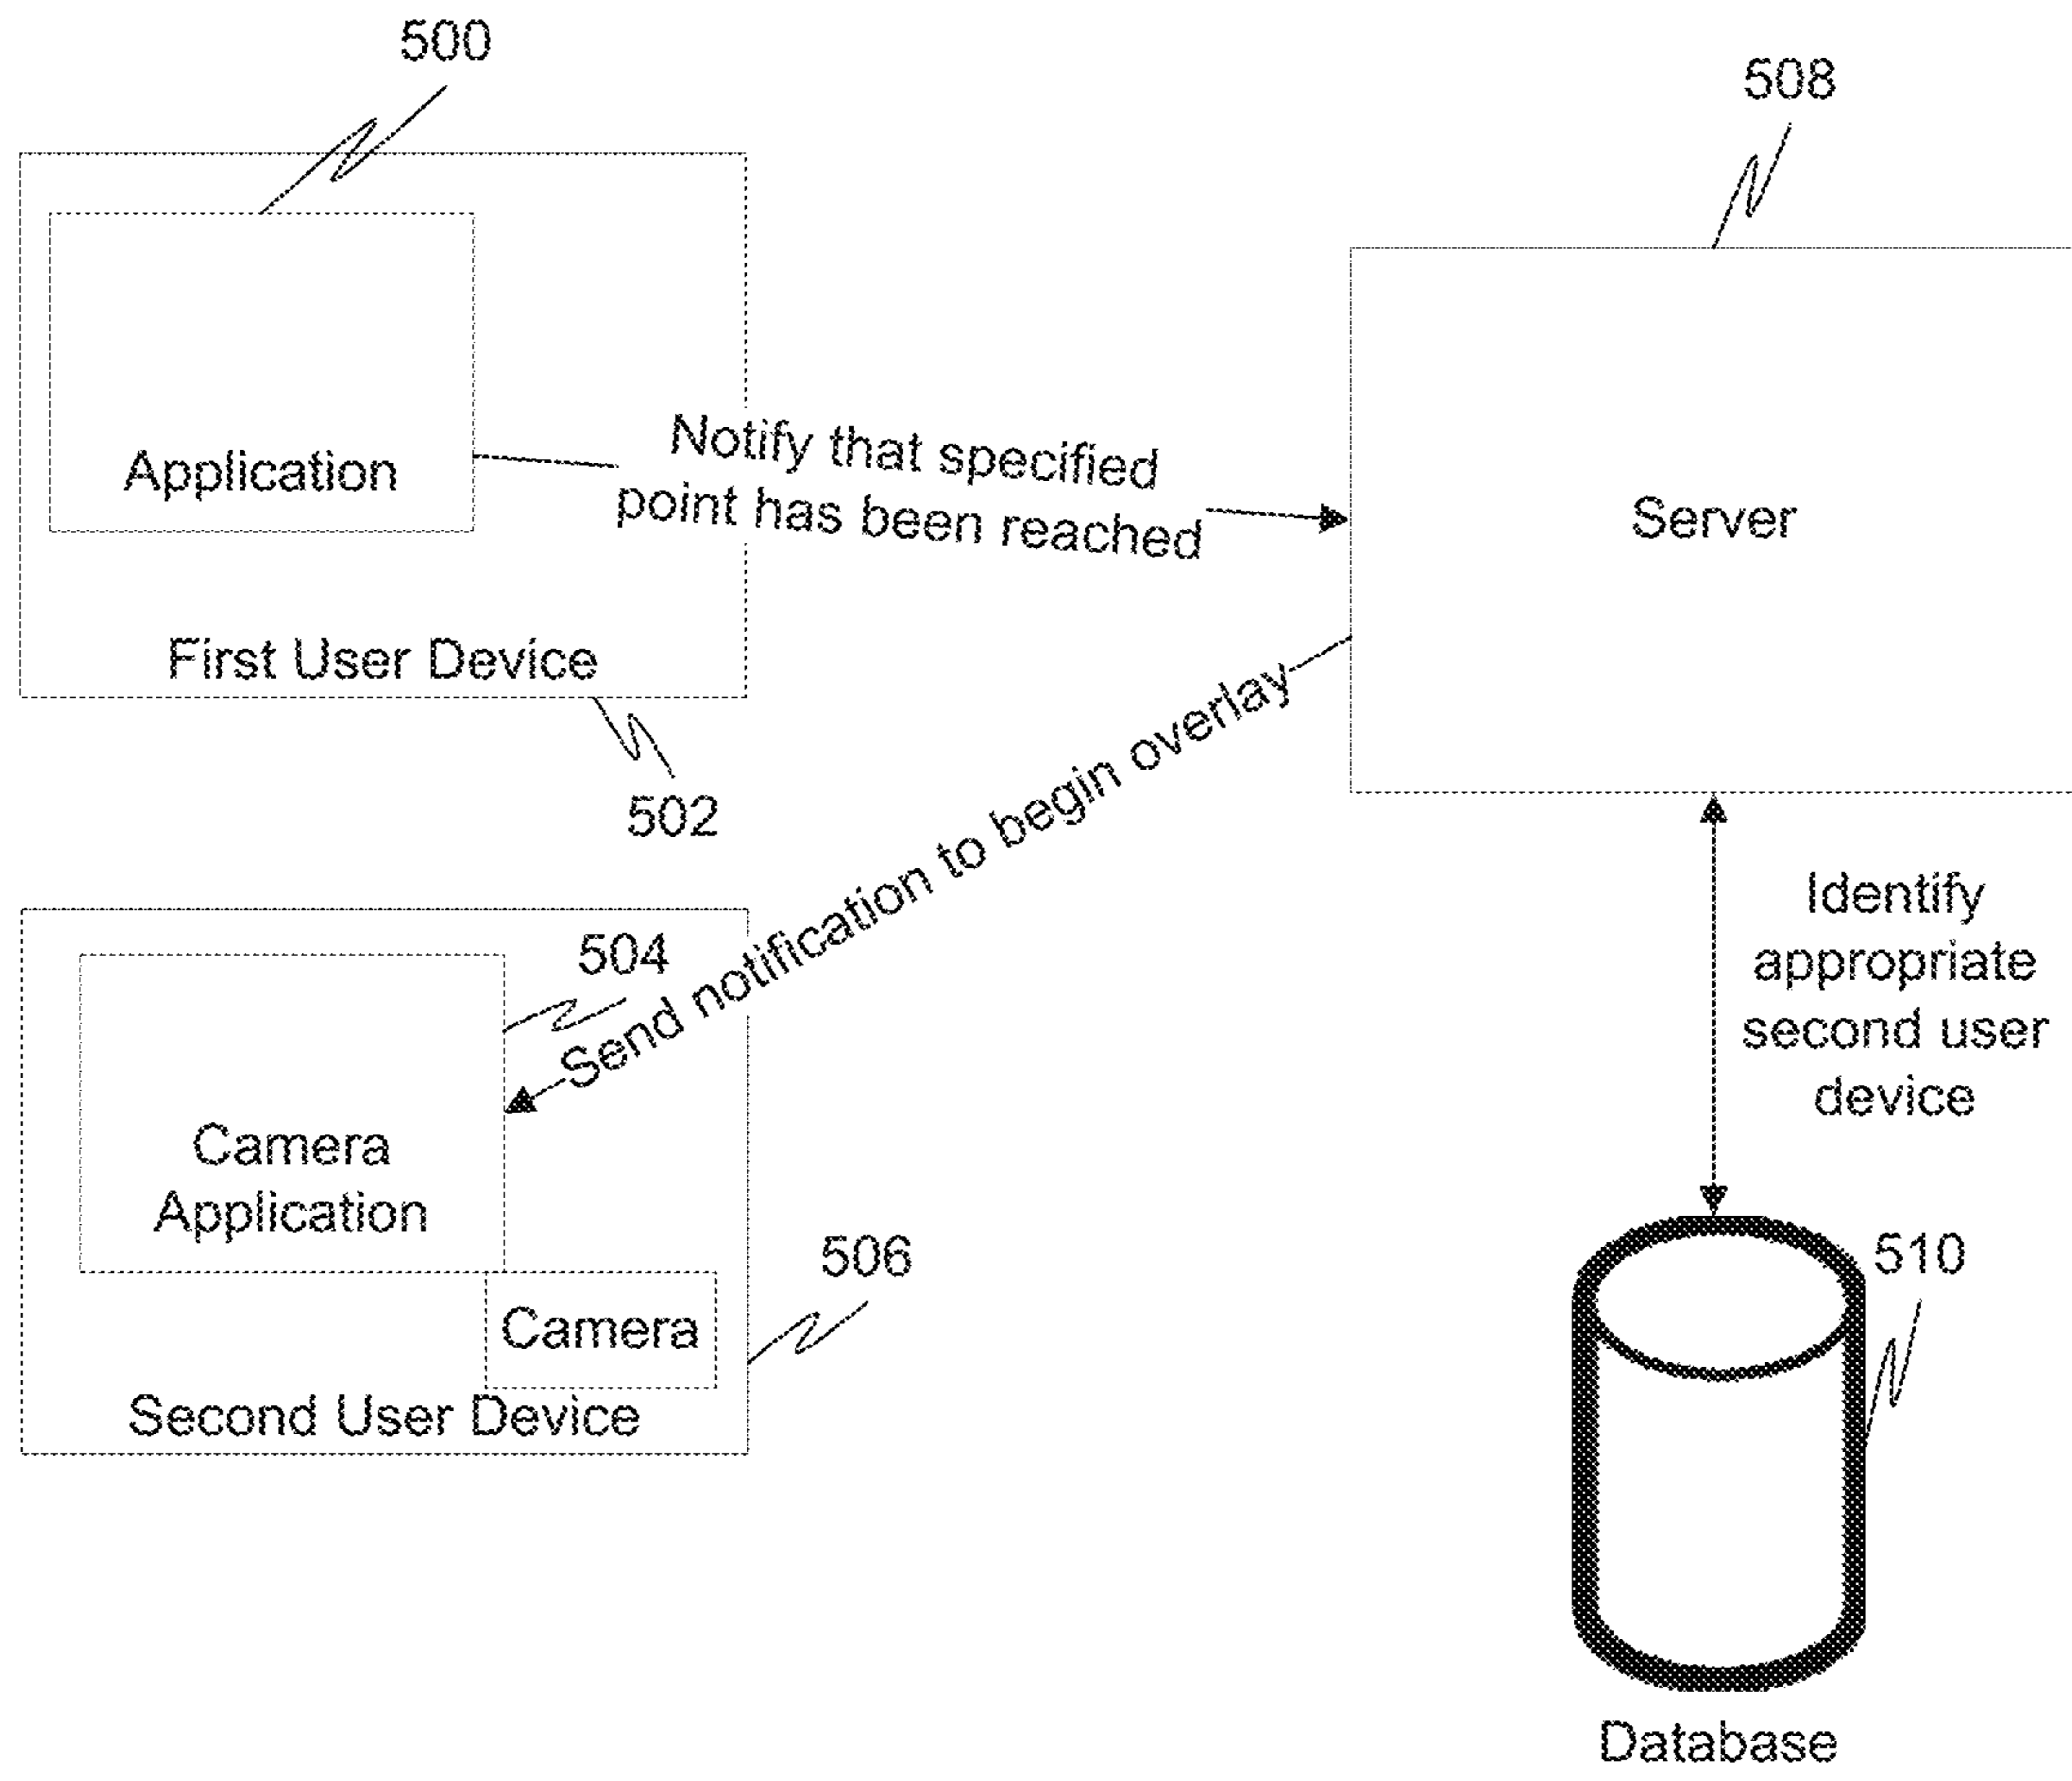 500
508
Application
Notify that specified
point has been reached
Server
First User Device
502
Send notification to begin overlay
Identify
appropriate
second user
device
504
Camera
Application
506
Camera
Second User Device
510
Database